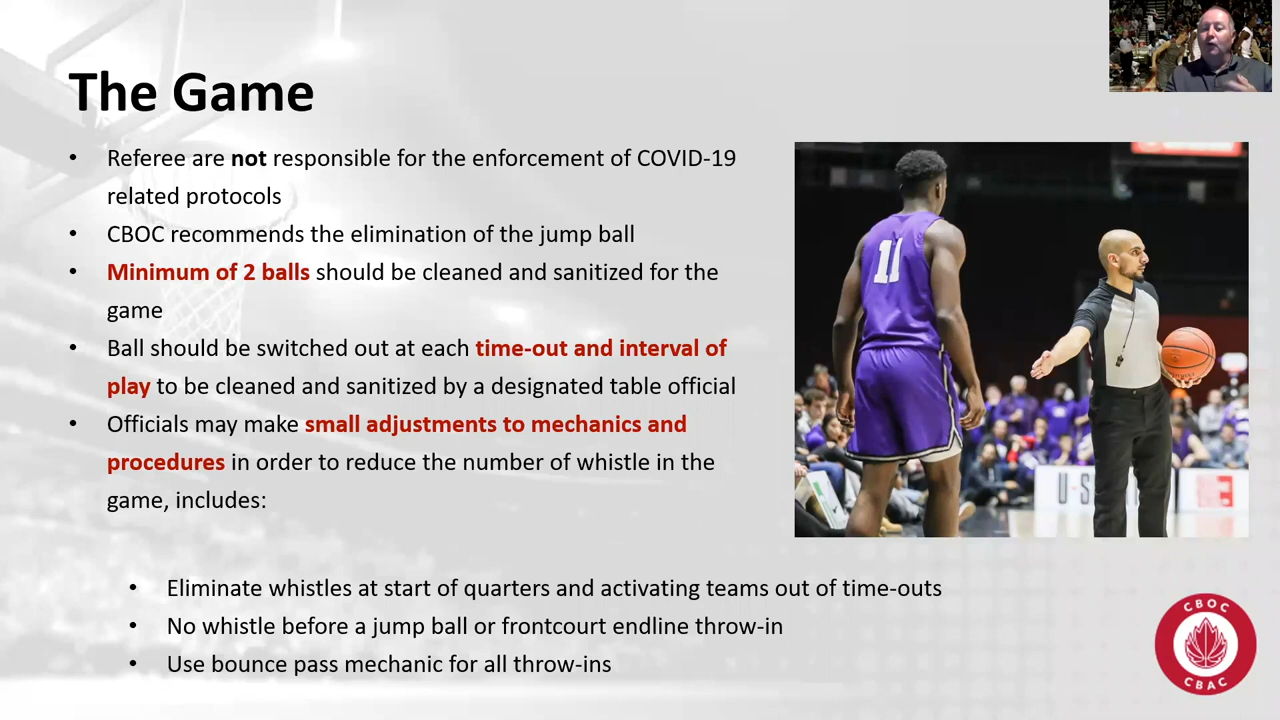 The Game
• Referee are not responsible for the enforcement of COVID-19
related protocols
• CBOC recommends the elimination of the jump ball
• Minimum of 2 balls should be cleaned and sanitized for the
game
• Ball should be switched out at each time-out and interval of
play to be cleaned and sanitized by a designated table official
• Officials may make small adjustments to mechanics and
procedures in order to reduce the number of whistle in the
game, includes:
• Eliminate whistles at start of quarters and activating teams out of time-outs
• No whistle before a jump ball or frontcourt endline throw-in
• Use bounce pass mechanic for all throw-ins
11
U-S
CBOC
CBAC